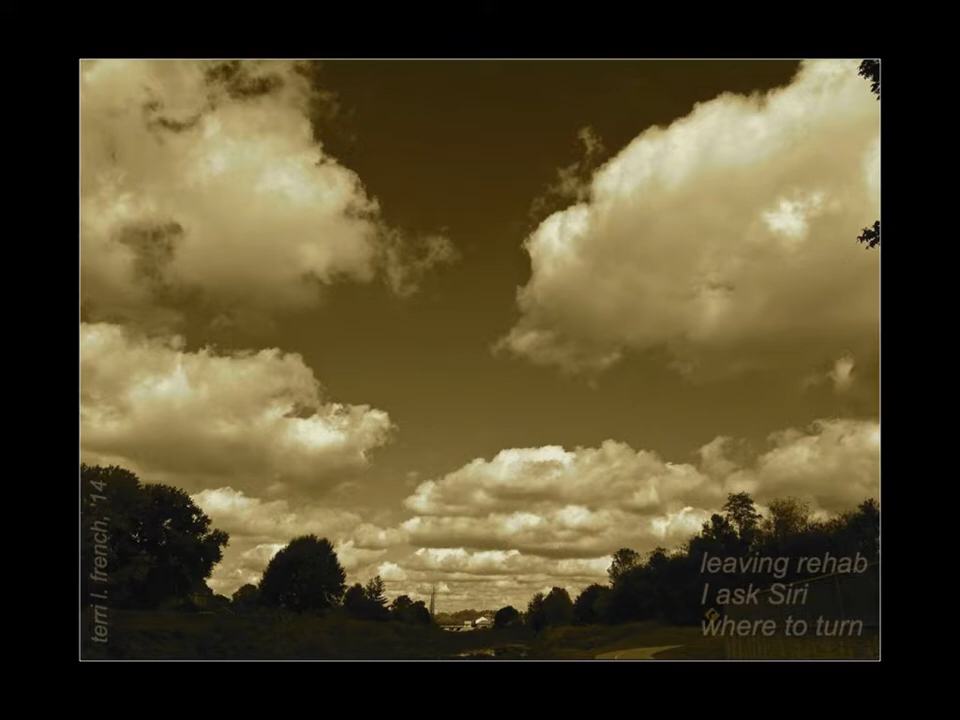 terri l. french, '14
leaving rehab
I ask Siri
where to turn